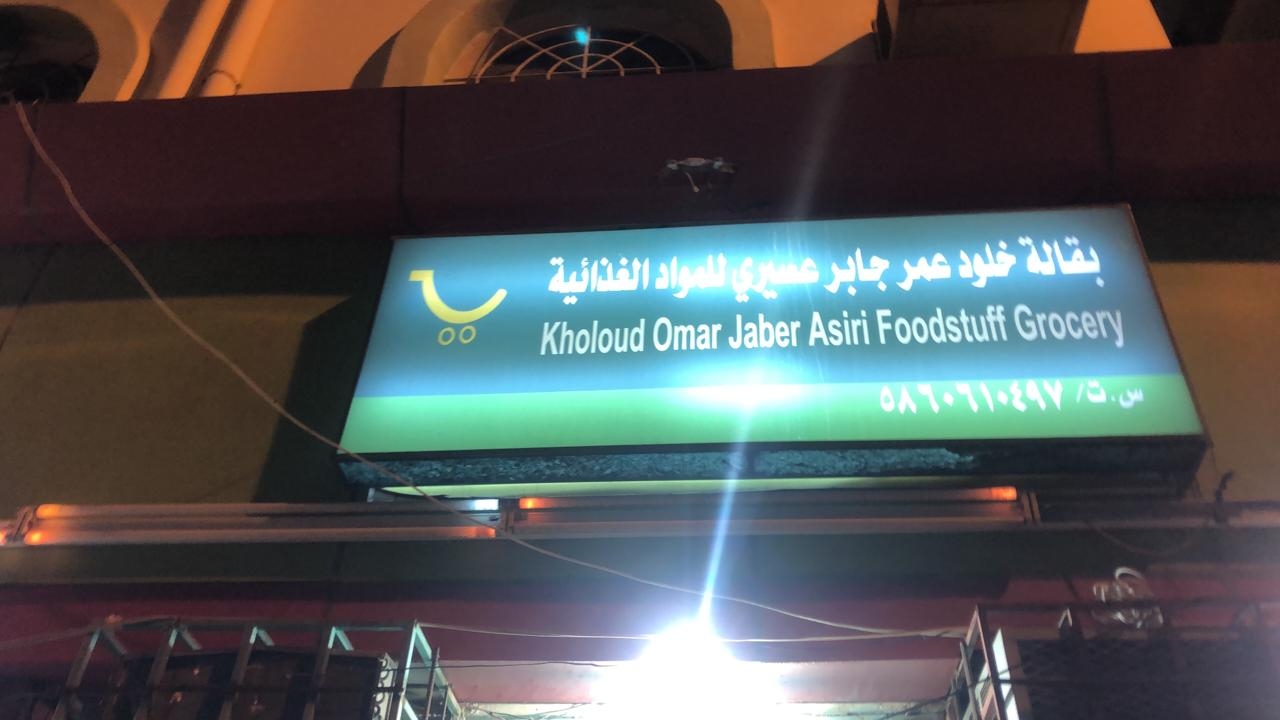 بقالة خلود عمر جابر عسيري للمواد الغذائية
Kholoud Omar Jaber Asiri Foodstuff Grocery
س.ت/ ٥٨٦٠٦١٠٤٩٧